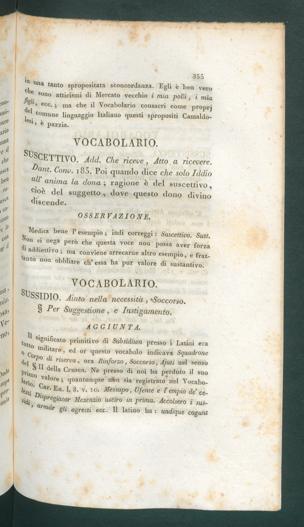 355
in una tanto spropositata sconcordanza. Egli è ben vero
che sono atticismi di Mercato vecchio i mia polli, i mia
figli, ecc.; ma che il Vocabolario consacri come proprj
del comune linguaggio Italiano questi spropositi Camaldo-
lesi, è pazzia.
VOCABOLARIO.
SUSCETTIVO. Add. Che riceve, Atto a ricevere.
Dant. Conv. 185. Poi quando dice che solo Iddio
all' anima la dona; ragione è del suscettivo,
cioè del suggetto, dove questo dono divino
discende.
OSSERVAZIONE.
Medica bene l'esempio; indi correggi: Suscettivo. Sust.
Non si nega però che questa voce non possa aver forza
di addiettivo; ma conviene arrecarne altro esempio, e frat-
tanto non obbliare ch'essa ha pur valore di sustantivo.
VOCABOLARIO.
SUSSIDIO. Aiuto nella necessità, Soccorso.
§ Per Suggestione, e Instigamento.
AGGIUNTA.
Il significato primitivo di Subsidium presso i Latini era
tutto militare, ed or questo vocabolo indicava Squadrone
o Corpo di riserva, ora Rinforzo, Soccorso, Ajuti nel senso
del § II della Crusca. Nè presso di noi ha perduto il suo
primo valore; quantunque non sia registrato nel Vocabo-
lario. Car. En. l. 8. v. 10. Mesapo, Ufente e l'empio de' ce-
lesti Dispregiator Mezenzio usciro in prima. Accolsero i sus-
sidj, armâr gli agresti ecc. Il latino ha: undique cogunt